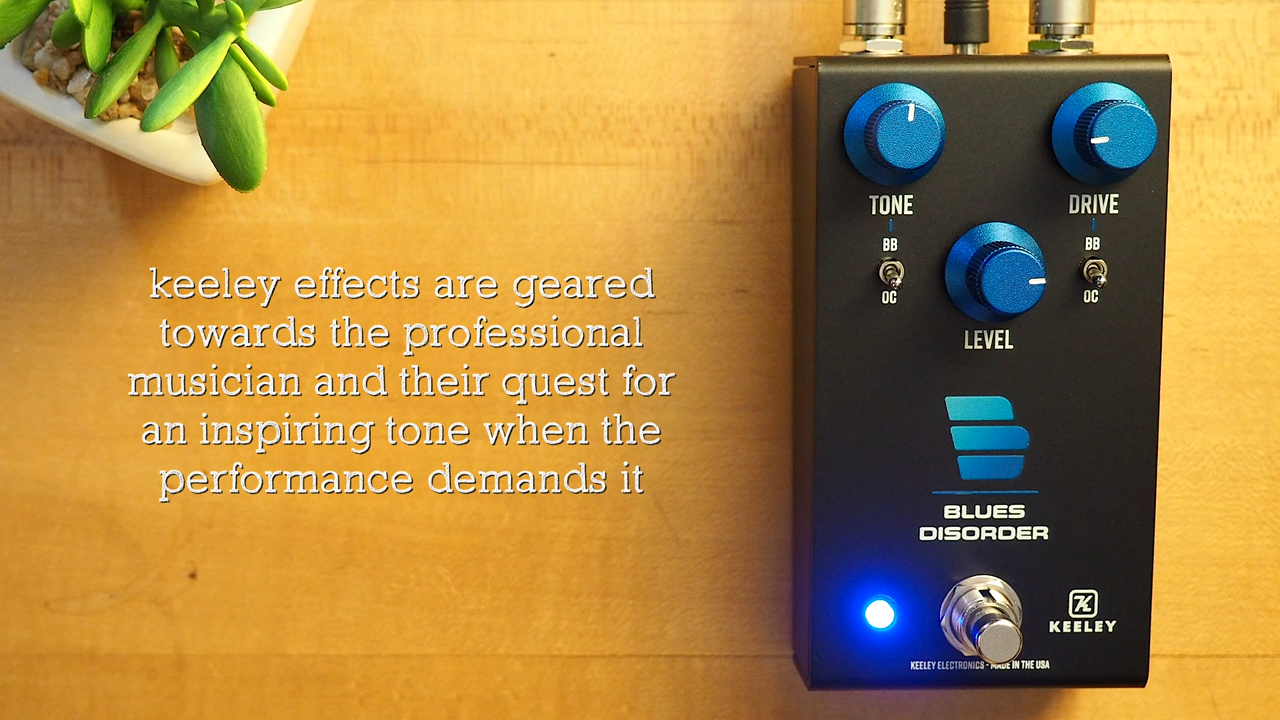 keeley effects are geared
towards the professional
musician and their quest for
an inspiring tone when the
performance demands it
TONE
DRIVE
BB
BB
OC
OC
LEVEL
BLUES
DISORDER
KEELEY
KEELEY ELECTRONICS - MADE IN THE USA